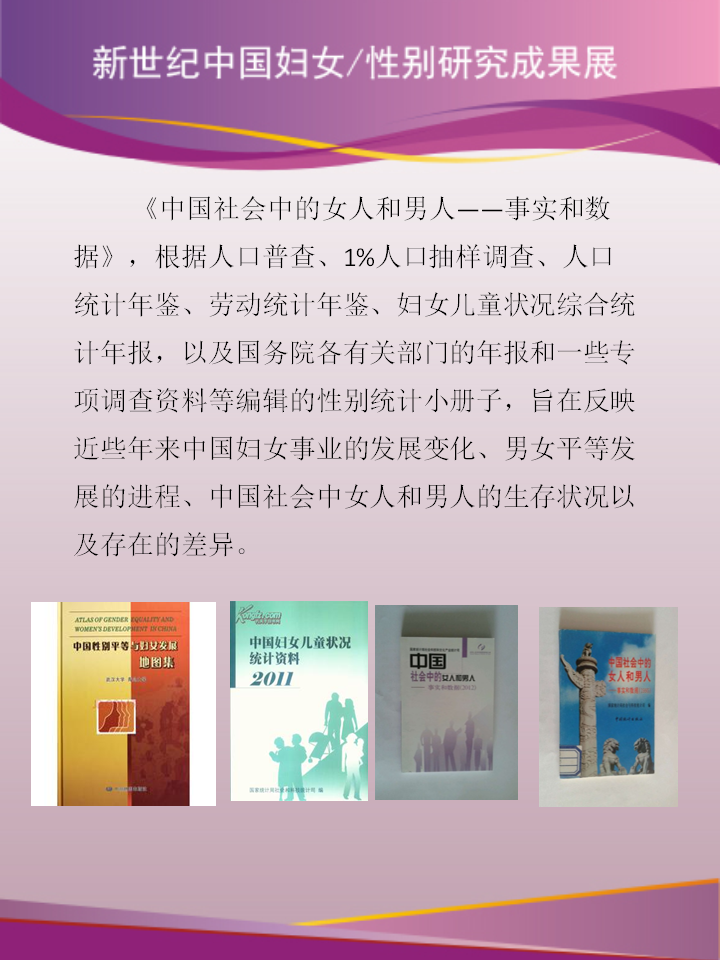 新世纪中国妇女/性别研究成果展
《中国社会中的女人和男人——事实和数
据》，根据人口普查、1%人口抽样调查、人口
统计年鉴、劳动统计年鉴、妇女儿童状况综合统
计年报，以及国务院各有关部门的年报和一些专
项调查资料等编辑的性别统计小册子，旨在反映
近些年来中国妇女事业的发展变化、男女平等发
展的进程、中国社会中女人和男人的生存状况以
及存在的差异。
ATLAS OF GENDER EQUALITY AND
WOMEN'S DEVELOPMENT IN CHINA
中国性别平等与妇女发展
地图集
中国妇女儿童状况
统计资料
2011
国家统计局社会和科技统计司 编
中国
社会中的女人和男人
——事实和数据(2012)
中国社会中的
女人和男人